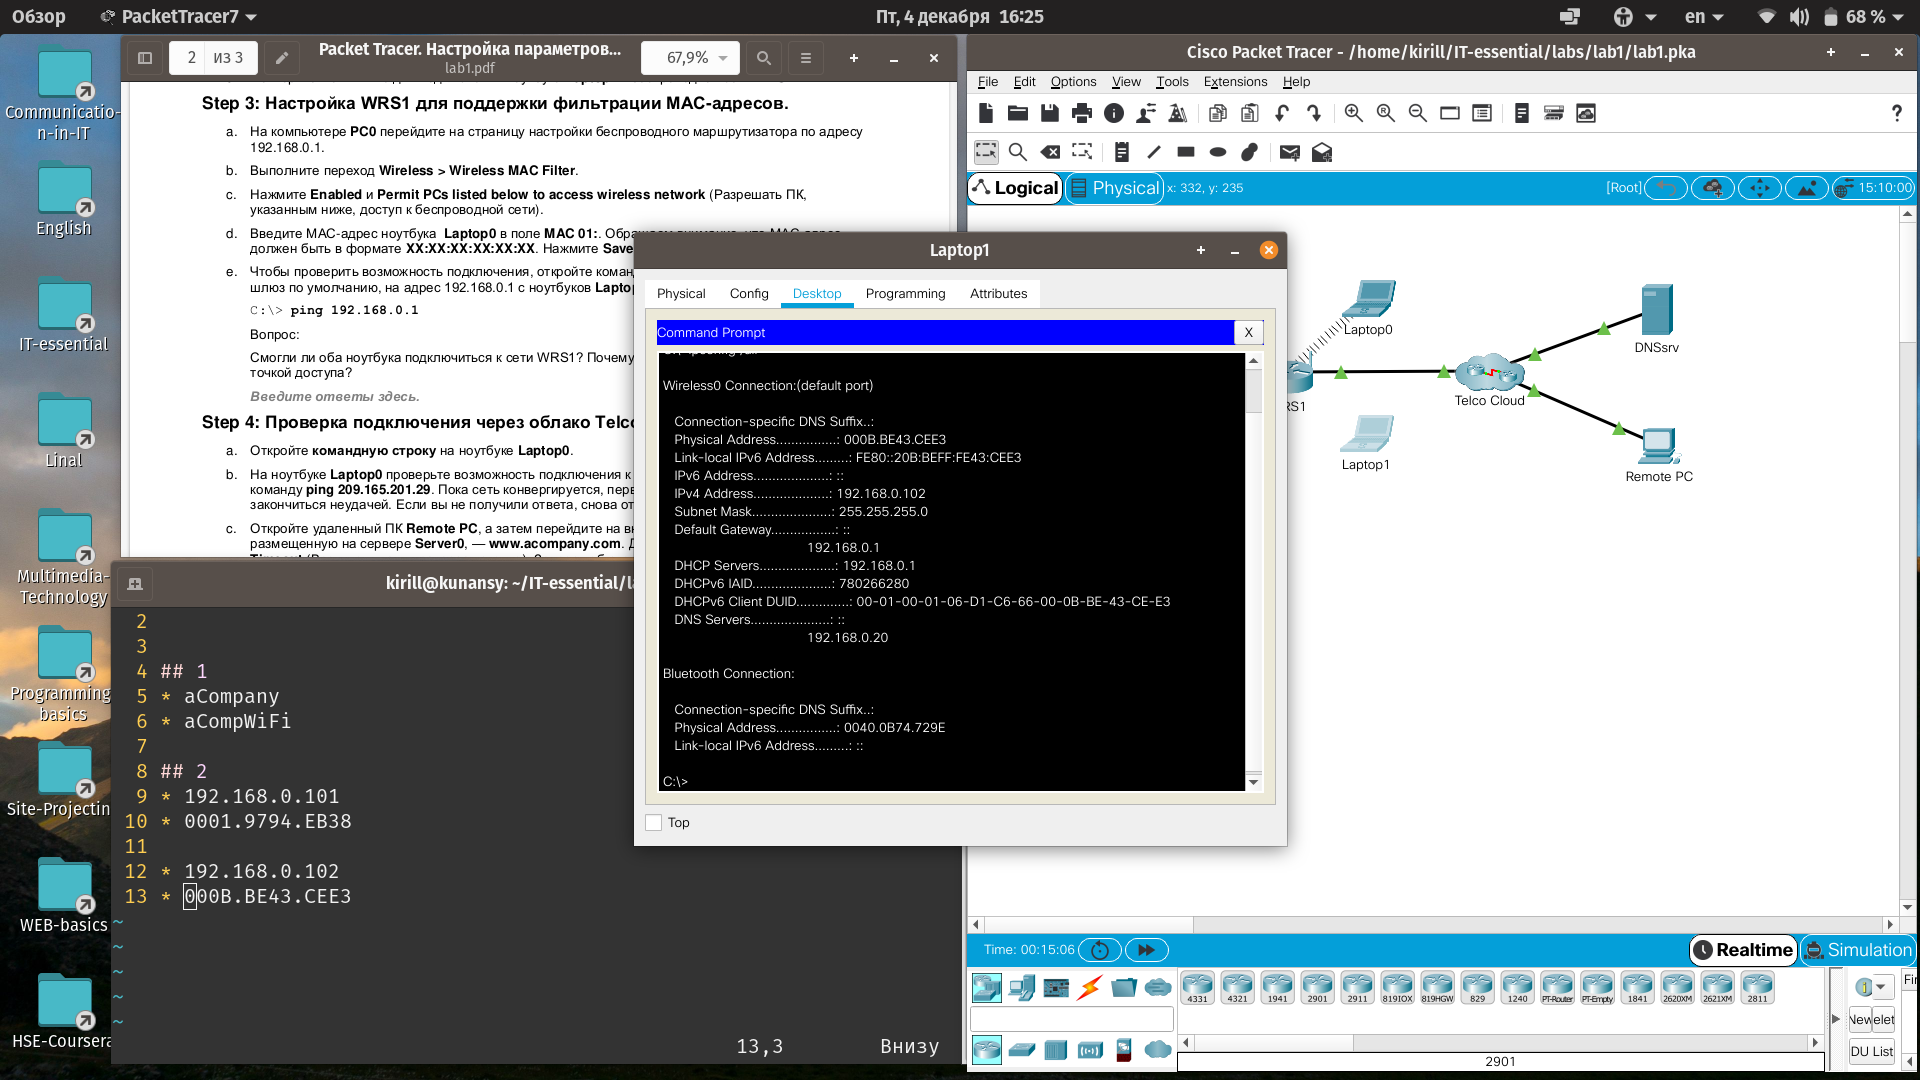 Обзор
PacketTracer7
Пт, 4 декабря 16:25
en
68 %
Communicatio-
n-in-IT
English
IT-essential
Linal
Multimedia-
Technology
Programming
basics
Site-Projectin
WEB-basics
HSE-Coursera
2 из 3
Packet Tracer. Настройка параметров...
lab1.pdf
67,9%
Step 3: Настройка WRS1 для поддержки фильтрации MAC-адресов.
a. На компьютере PC0 перейдите на страницу настройки беспроводного маршрутизатора по адресу
192.168.0.1.
b. Выполните переход Wireless > Wireless MAC Filter.
c. Нажмите Enabled и Permit PCs listed below to access wireless network (Разрешать ПК,
указанным ниже, доступ к беспроводной сети).
d. Введите MAC-адрес ноутбука Laptop0 в поле MAC 01:.
должен быть в формате XX:XX:XX:XX:XX:XX. Нажмите Save
e. Чтобы проверить возможность подключения, откройте коман
шлюз по умолчанию, на адрес 192.168.0.1 с ноутбуков Lapto
C:\> ping 192.168.0.1
Вопрос:
Смогли ли оба ноутбука подключиться к сети WRS1? Почему
точкой доступа?
Введите ответы здесь.
Step 4: Проверка подключения через облако Telco
a. Откройте командную строку на ноутбуке Laptop0.
b. На ноутбуке Laptop0 проверьте возможность подключения к
команду ping 209.165.201.29. Пока сеть конвергируется, перв
закончиться неудачей. Если вы не получили ответа, снова от
c. Откройте удаленный ПК Remote PC, а затем перейдите на в
размещенную на сервере Server0, — www.acompany.com. Д
kirill@kunansy: ~/IT-essential/la
2
3
4 ## 1
5 * aCompany
6 * aCompWiFi
7
8 ## 2
9 * 192.168.0.101
10 * 0001.9794.EB38
11
12 * 192.168.0.102
13 * 000B.BE43.CEE3
~
~
~
~
~
13,3 Внизу
Laptop1
Physical Config Desktop Programming Attributes
Command Prompt X
Wireless0 Connection:(default port)
Connection-specific DNS Suffix..:
Physical Address................: 000B.BE43.CEE3
Link-local IPv6 Address.........: FE80::20B:BEFF:FE43:CEE3
IPv6 Address....................: ::
IPv4 Address....................: 192.168.0.102
Subnet Mask.....................: 255.255.255.0
Default Gateway.................: ::
192.168.0.1
DHCP Servers....................: 192.168.0.1
DHCPv6 IAID.....................: 780266280
DHCPv6 Client DUID..............: 00-01-00-01-06-D1-C6-66-00-0B-BE-43-CE-E3
DNS Servers.....................: ::
192.168.0.20
Bluetooth Connection:
Connection-specific DNS Suffix..:
Physical Address................: 0040.0B74.729E
Link-local IPv6 Address.........: ::
C:\>
Top
Cisco Packet Tracer - /home/kirill/IT-essential/labs/lab1/lab1.pka
File Edit Options View Tools Extensions Help
?
Logical Physical x: 332, y: 235
[Root] 15:10:00
Laptop0
DNSsrv
Telco Cloud
RS1
Laptop1
Remote PC
Time: 00:15:06
Realtime Simulation
4331 4321 1941 2901 2911 819IOX 819HGW 829 1240 PT-Router PT-Empty 1841 2620XM 2621XM 2811
Fir
New elet
DU List
2901